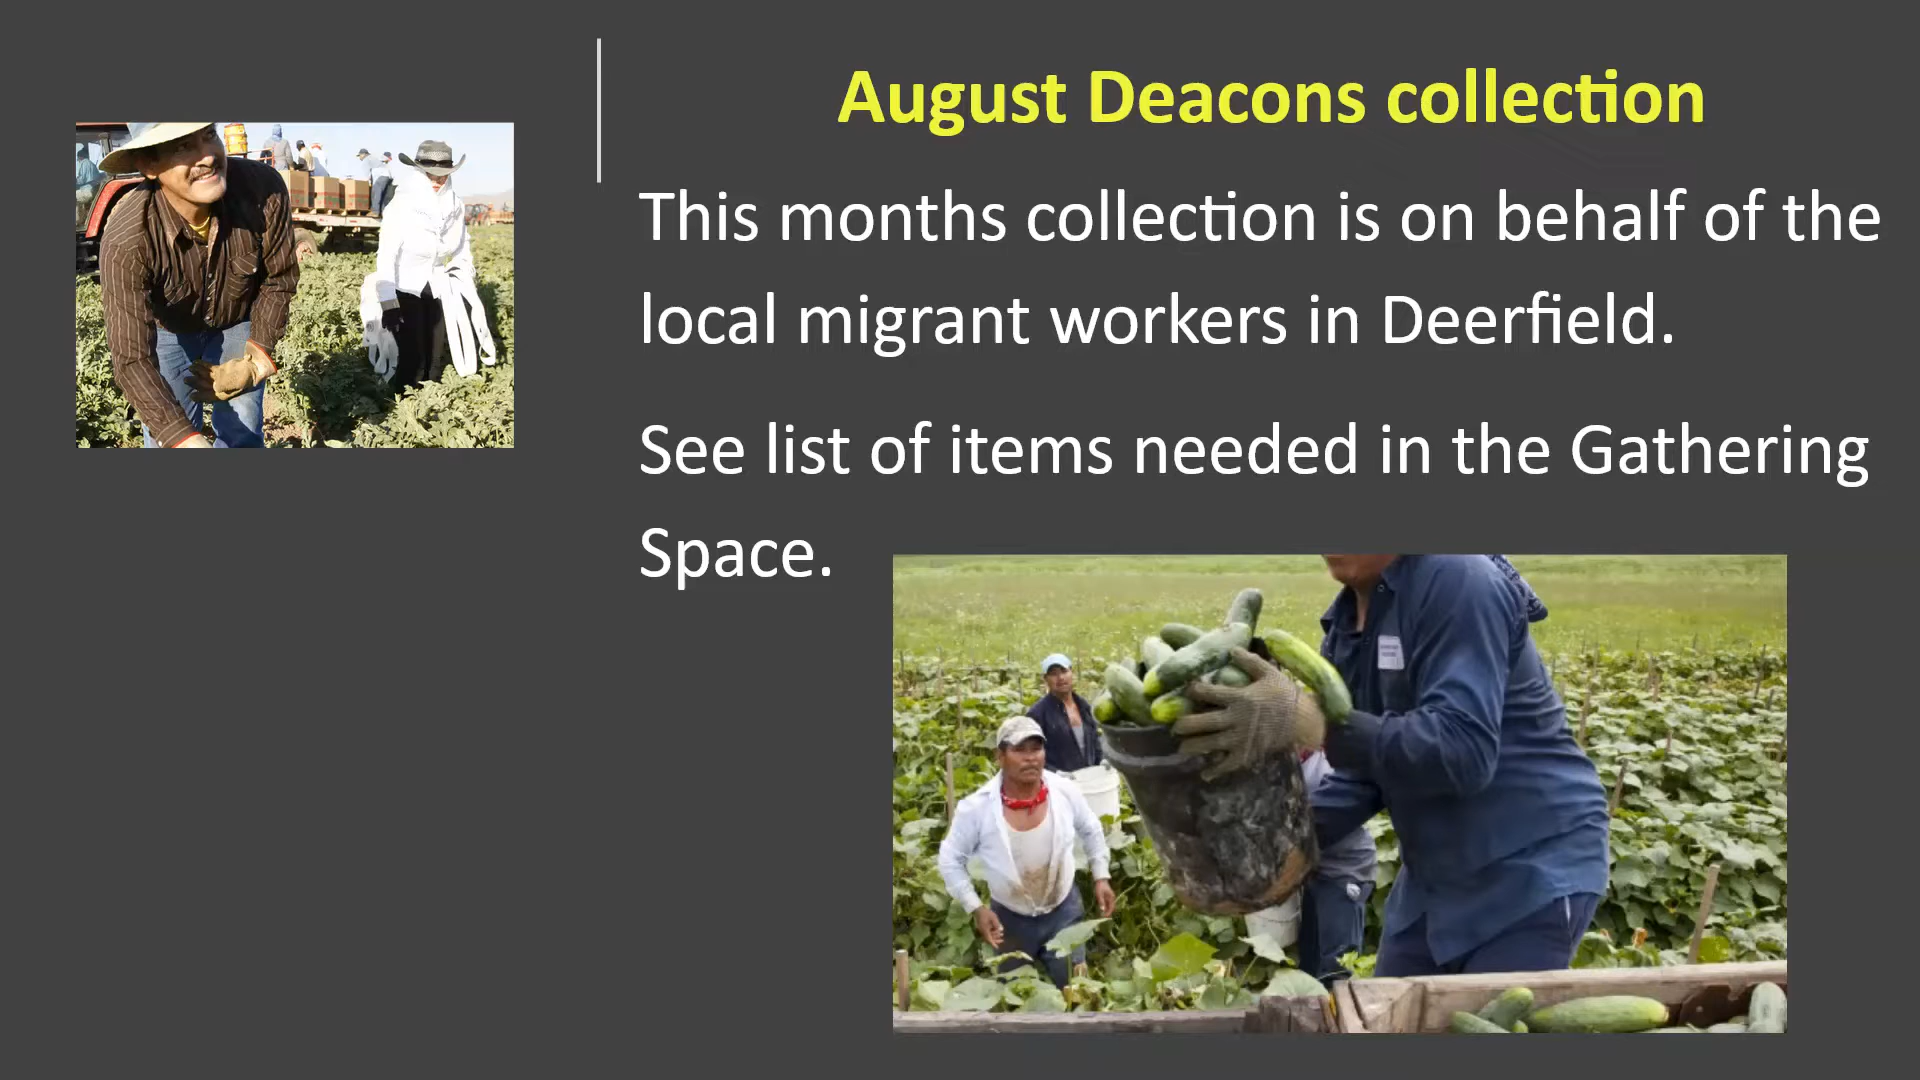 August Deacons collection
This months collection is on behalf of the
local migrant workers in Deerfield.
See list of items needed in the Gathering
Space.